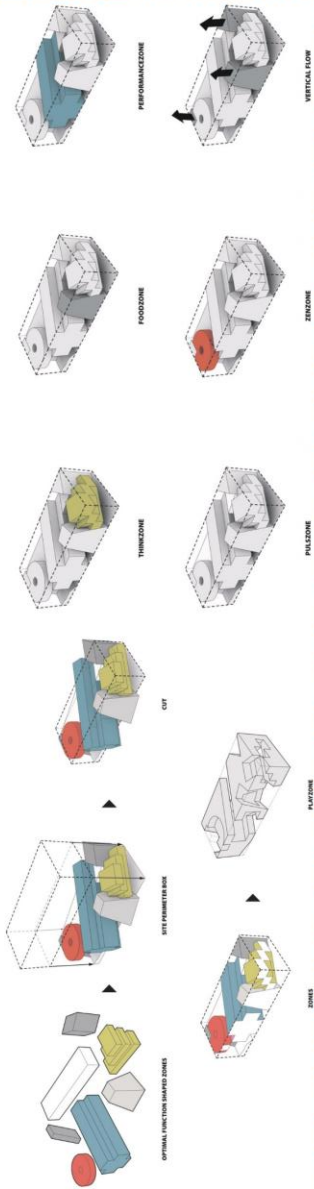 OPTIMAL FUNCTION SHAPED ZONES
SITE PERIMETER BOX
CUT
THINKZONE
FOODZONE
PERFORMANCEZONE
ZONES
PLAYZONE
PULSZONE
ZENZONE
VERTICAL FLOW